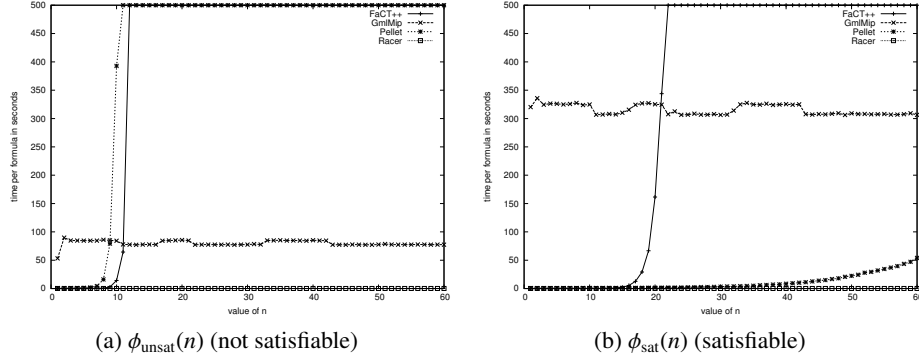 500
450
400
350
300
250
200
150
100
50
0
time per formula in seconds
0 10 20 30 40 50 60
value of n
FaCT++
GmlMip
Pellet
Racer
(a) ϕunsat(n) (not satisfiable)
500
450
400
350
300
250
200
150
100
50
0
time per formula in seconds
0 10 20 30 40 50 60
value of n
FaCT++
GmlMip
Pellet
Racer
(b) ϕsat(n) (satisfiable)